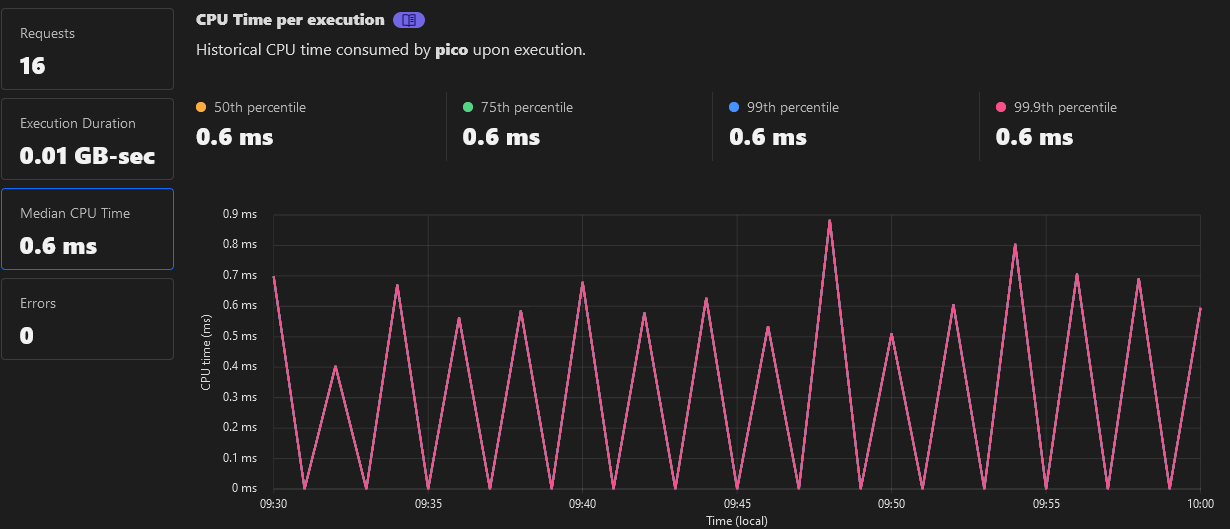 Requests
16
Execution Duration
0.01 GB-sec
Median CPU Time
0.6 ms
Errors
0
CPU Time per execution
Historical CPU time consumed by pico upon execution.
50th percentile
0.6 ms
75th percentile
0.6 ms
99th percentile
0.6 ms
99.9th percentile
0.6 ms
CPU time (ms)
0.9 ms
0.8 ms
0.7 ms
0.6 ms
0.5 ms
0.4 ms
0.3 ms
0.2 ms
0.1 ms
0 ms
09:30 09:35 09:40 09:45 09:50 09:55 10:00
Time (local)